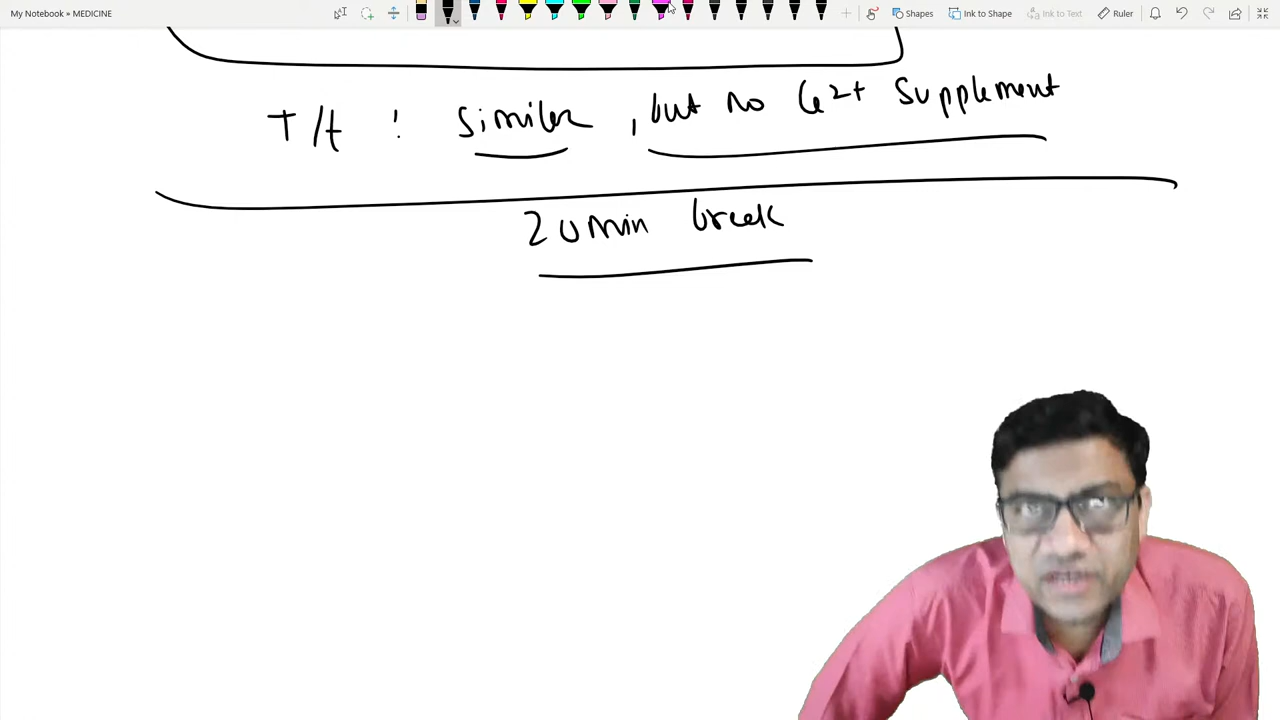 My Notebook » MEDICINE
Shapes Ink to Shape Ink to Text Ruler
T/t : Similar, but no Ca2+ Supplement
20 min break